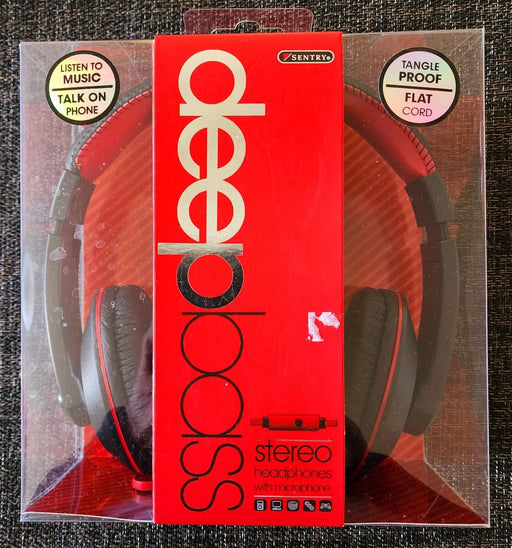 LISTEN TO
MUSIC
TALK ON
PHONE
SENTRY
TANGLE
PROOF
FLAT
CORD
deepbass
stereo
headphones
with microphone